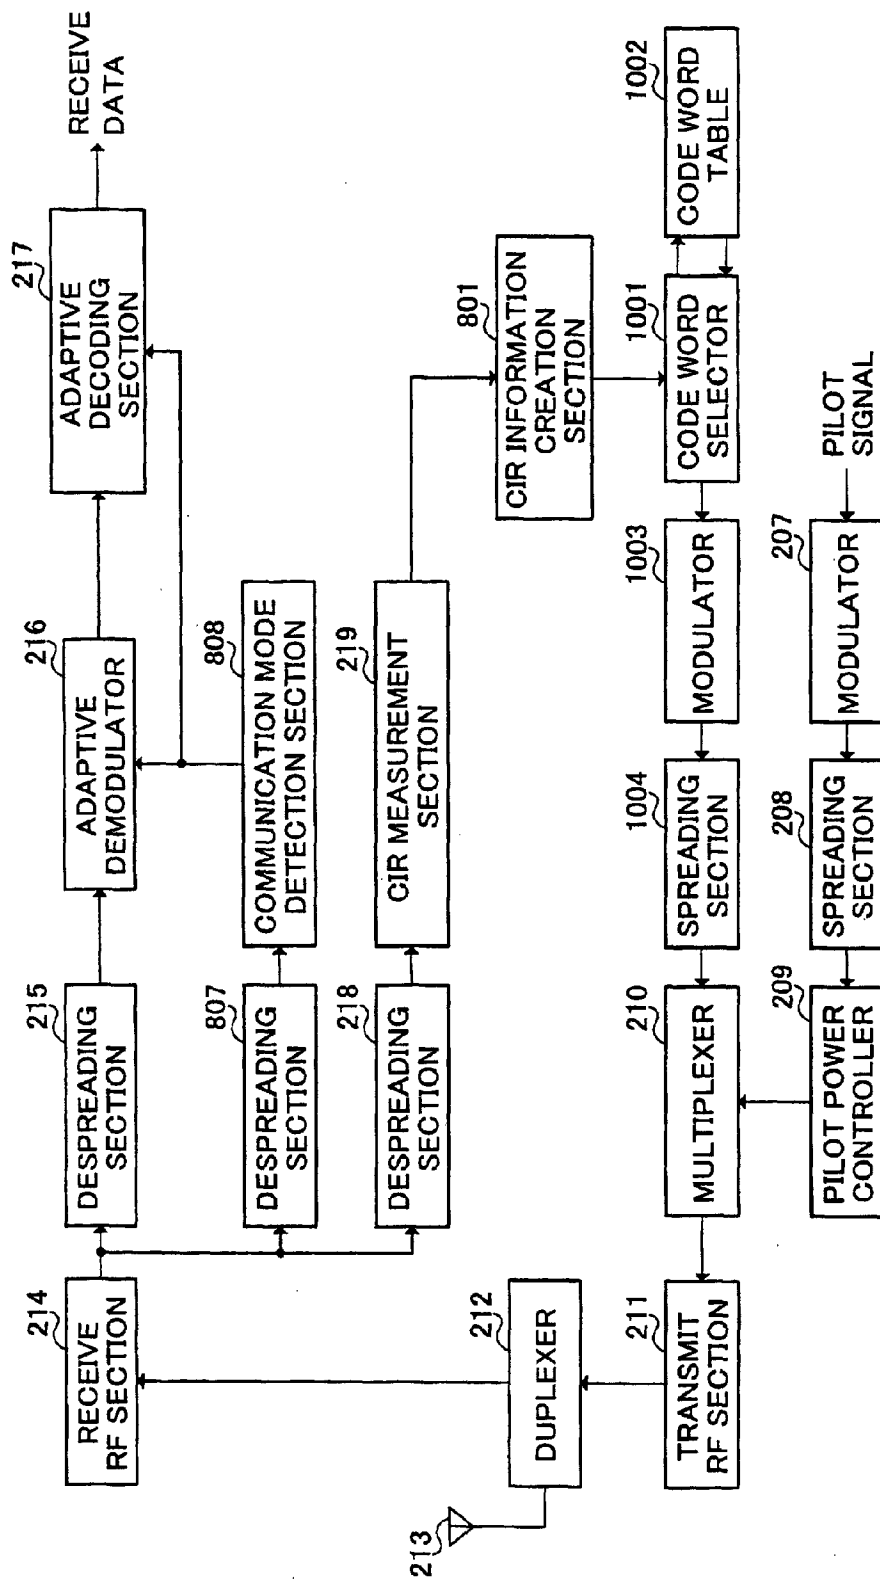 213
214
RECEIVE
RF SECTION
215
DESPREADING
SECTION
216
ADAPTIVE
DEMODULATOR
217
ADAPTIVE
DECODING
SECTION
RECEIVE
DATA
807
DESPREADING
SECTION
808
COMMUNICATION MODE
DETECTION SECTION
218
DESPREADING
SECTION
219
CIR MEASUREMENT
SECTION
212
DUPLEXER
801
CIR INFORMATION
CREATION
SECTION
211
TRANSMIT
RF SECTION
210
MULTIPLEXER
1004
SPREADING
SECTION
1003
MODULATOR
1001
CODE WORD
SELECTOR
1002
CODE WORD
TABLE
209
PILOT POWER
CONTROLLER
208
SPREADING
SECTION
207
MODULATOR
PILOT
SIGNAL